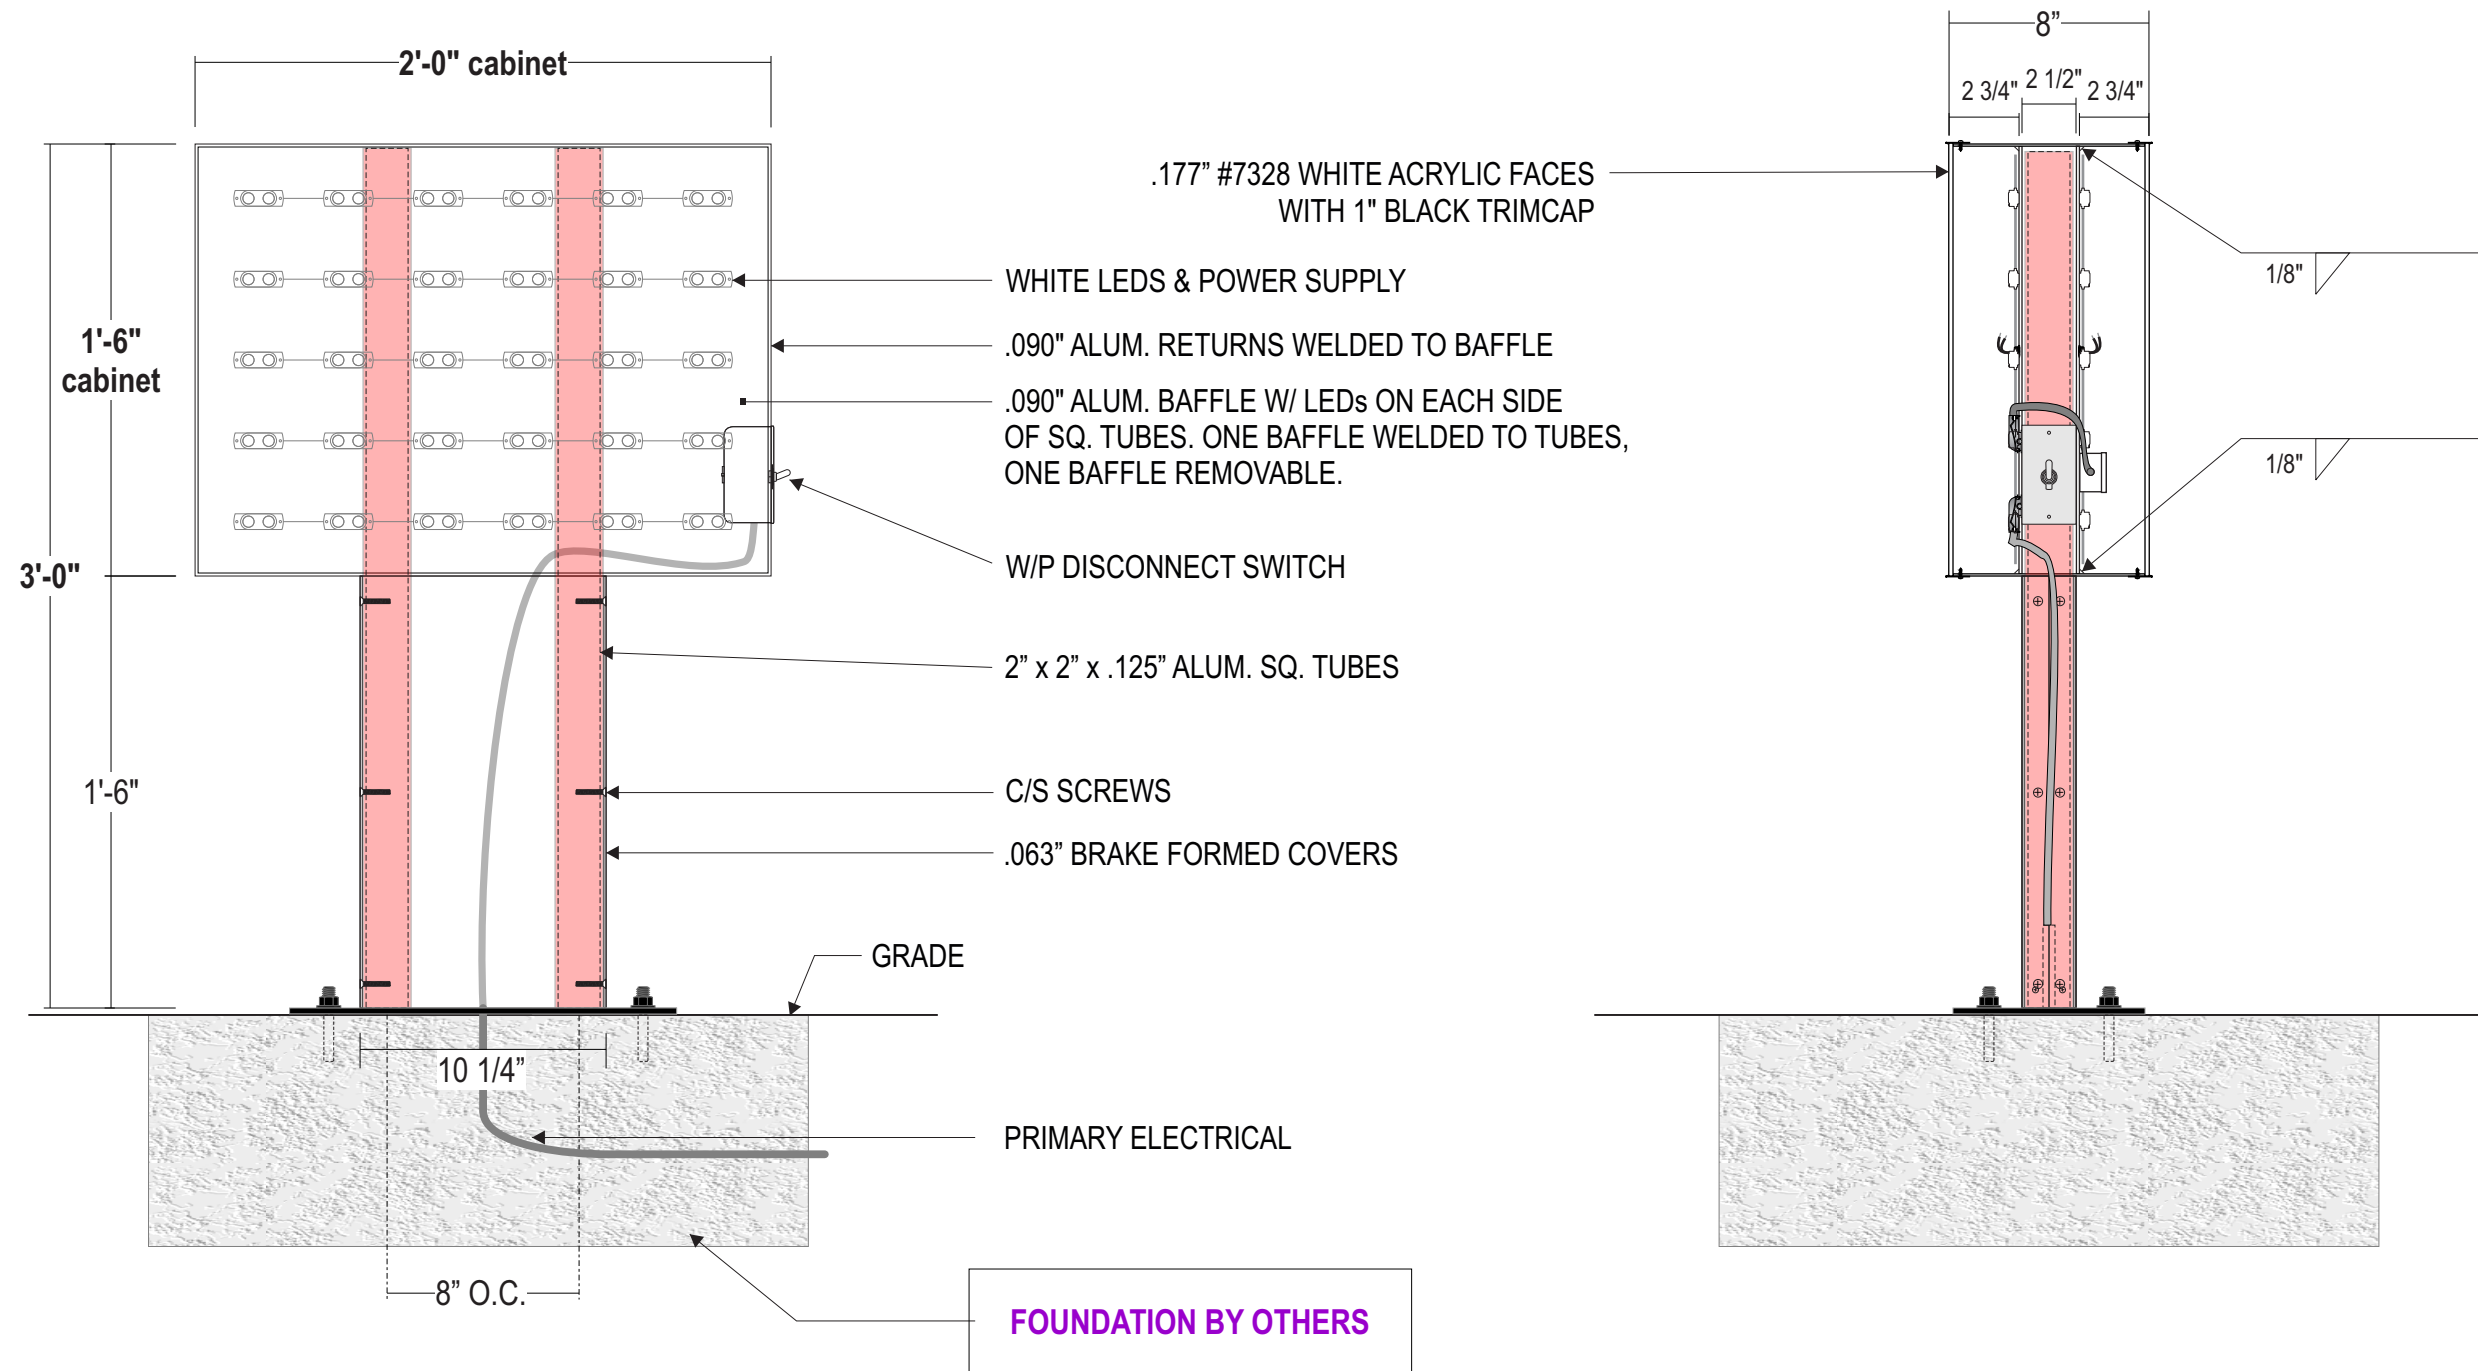 2'-0" cabinet
8”
2 3/4"
2 1/2"
2 3/4"
.177” #7328 WHITE ACRYLIC FACES
WITH 1" BLACK TRIMCAP
1/8"
WHITE LEDS & POWER SUPPLY
1'-6"
cabinet
.090" ALUM. RETURNS WELDED TO BAFFLE
.090" ALUM. BAFFLE W/ LEDs ON EACH SIDE
OF SQ. TUBES. ONE BAFFLE WELDED TO TUBES,
ONE BAFFLE REMOVABLE.
1/8"
3'-0"
W/P DISCONNECT SWITCH
2” x 2” x .125” ALUM. SQ. TUBES
1'-6"
C/S SCREWS
.063” BRAKE FORMED COVERS
GRADE
10 1/4”
PRIMARY ELECTRICAL
8” O.C.
FOUNDATION BY OTHERS